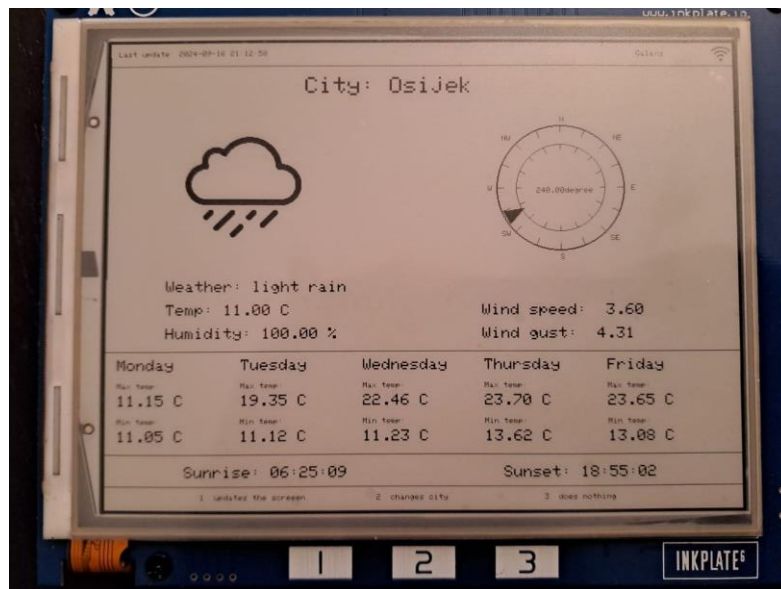 www.inkplate.io
Last update: 2024-09-16 21:12:50
City: Osijek
N
NW NE
W 240.00degree E
SW SE
S
Weather: light rain
Temp: 11.00 C Wind speed: 3.60
Humidity: 100.00 % Wind gust: 4.31
Monday Tuesday Wednesday Thursday Friday
Max temp: Max temp: Max temp: Max temp: Max temp:
11.15 C 19.35 C 22.46 C 23.70 C 23.65 C
Min temp: Min temp: Min temp: Min temp: Min temp:
11.05 C 11.12 C 11.23 C 13.62 C 13.08 C
Sunrise: 06:25:09 Sunset: 18:55:02
1 updates the screen 2 changes city 3 does nothing
1 2 3
INKPLATE6